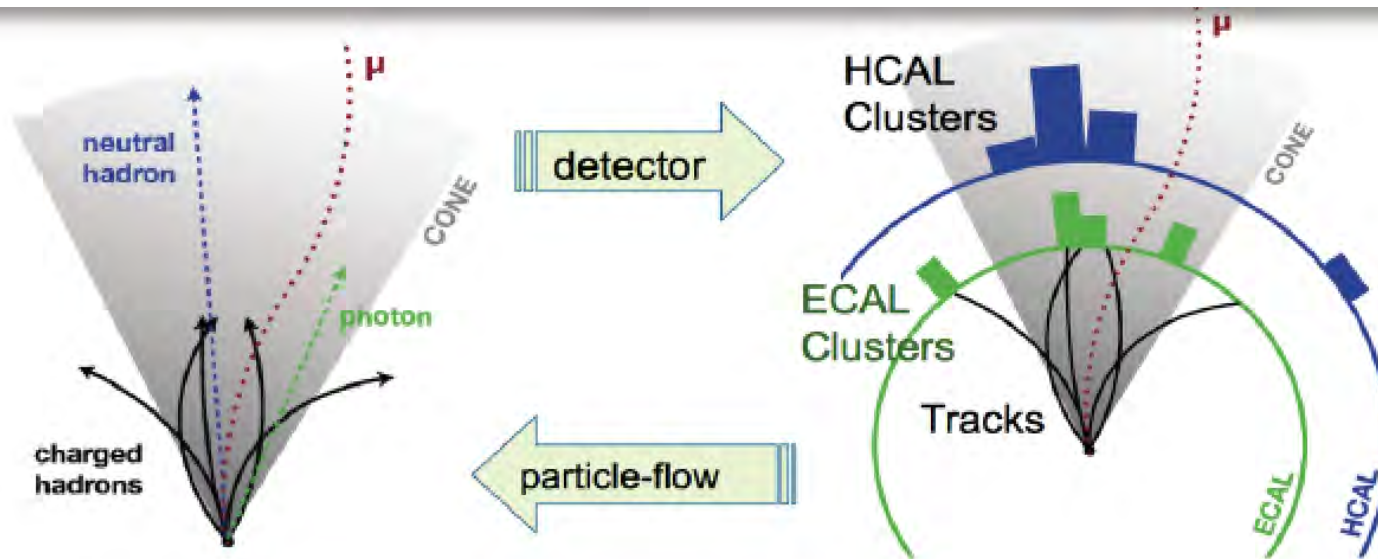 μ
neutral
hadron
CONE
photon
charged
hadrons
detector
particle-flow
μ
HCAL
Clusters
CONE
ECAL
Clusters
Tracks
ECAL
HCAL